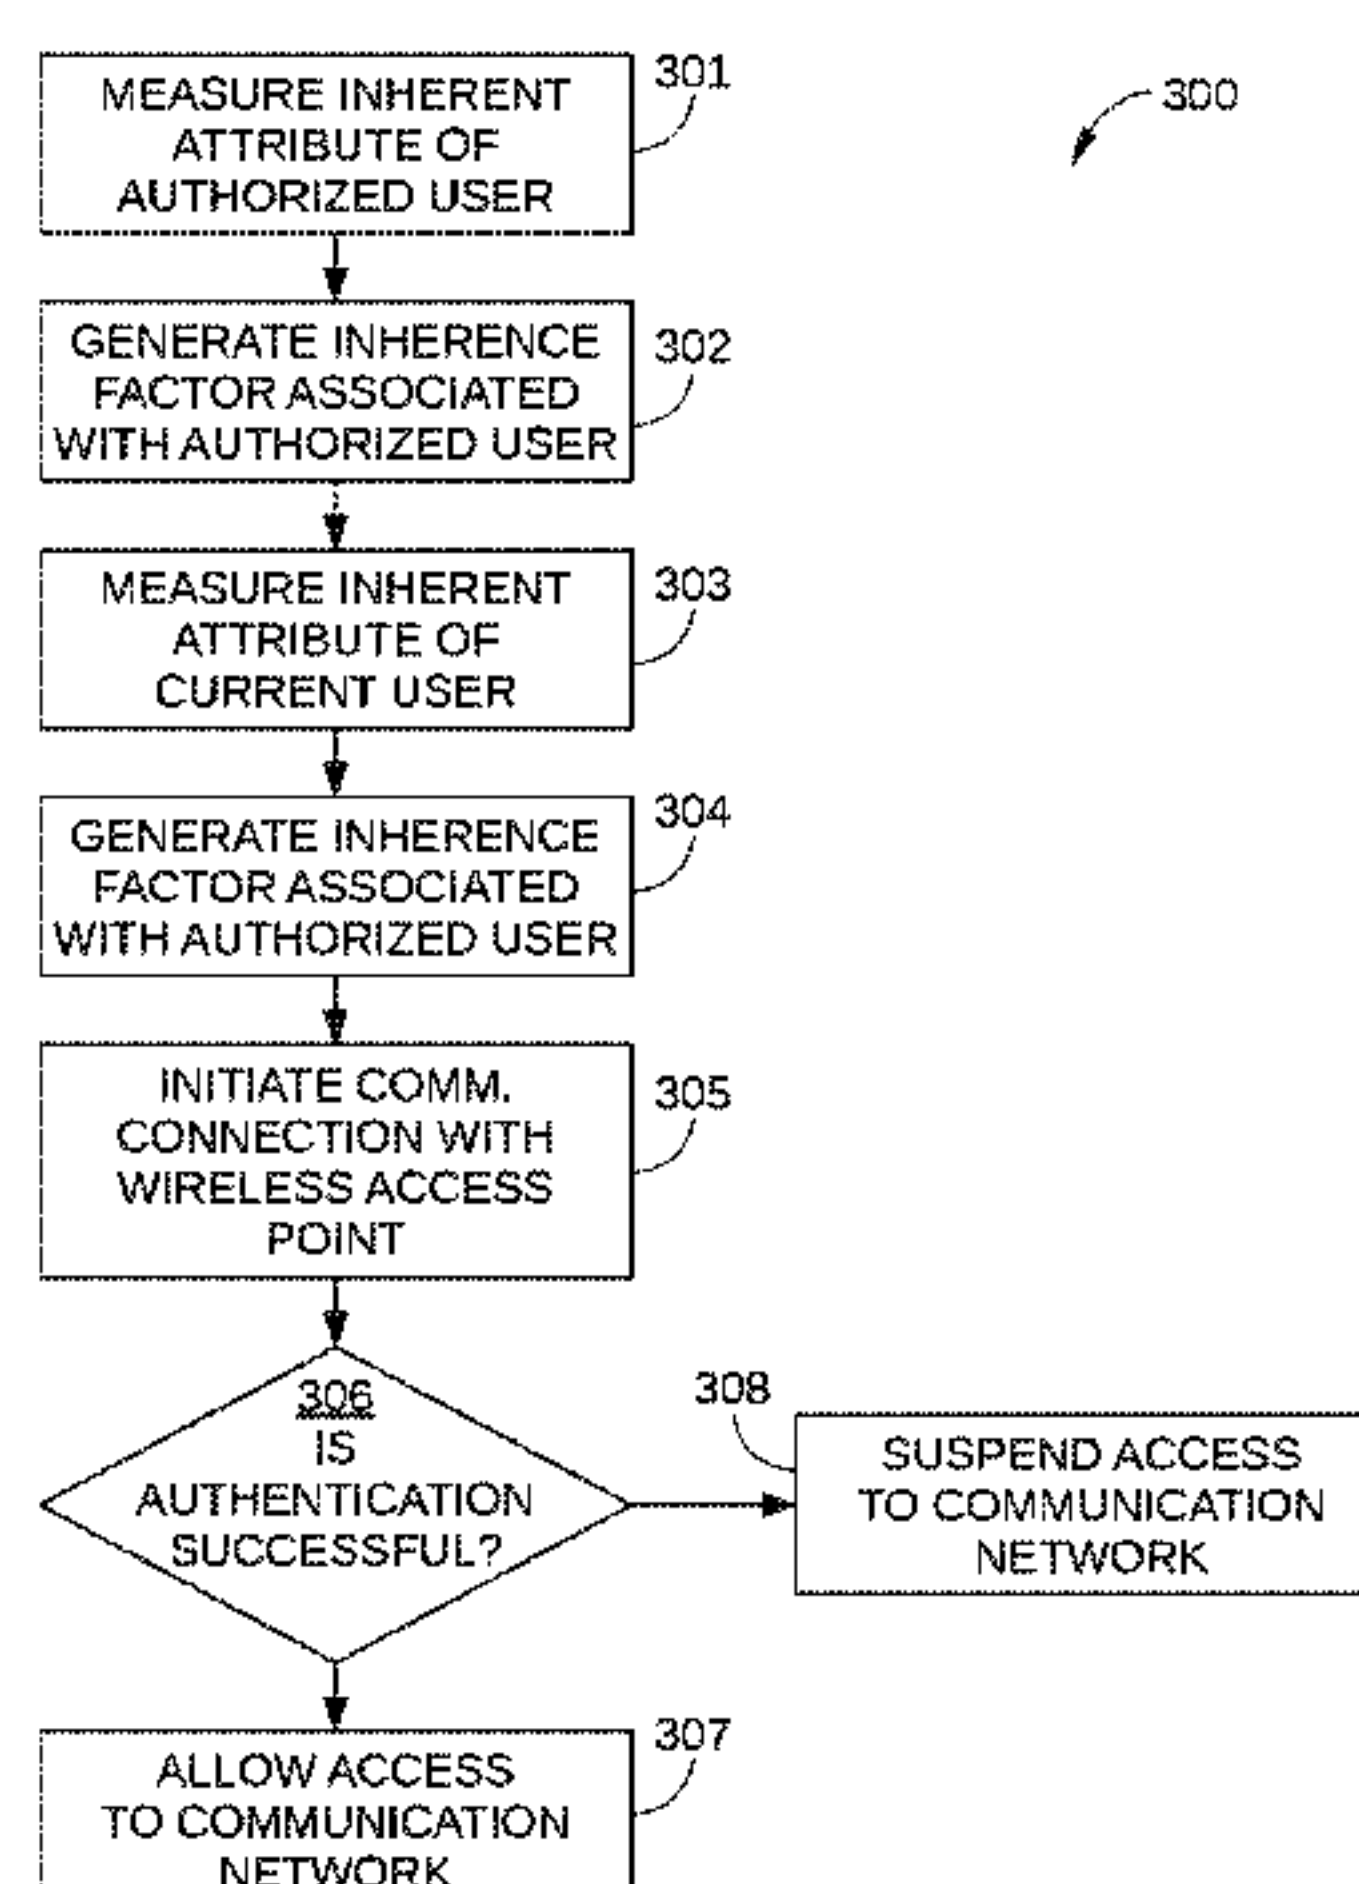 301
300
MEASURE INHERENT
ATTRIBUTE OF
AUTHORIZED USER
302
GENERATE INHERENCE
FACTOR ASSOCIATED
WITH AUTHORIZED USER
303
MEASURE INHERENT
ATTRIBUTE OF
CURRENT USER
304
GENERATE INHERENCE
FACTOR ASSOCIATED
WITH AUTHORIZED USER
305
INITIATE COMM.
CONNECTION WITH
WIRELESS ACCESS
POINT
306
IS
AUTHENTICATION
SUCCESSFUL?
308
SUSPEND ACCESS
TO COMMUNICATION
NETWORK
307
ALLOW ACCESS
TO COMMUNICATION
NETWORK